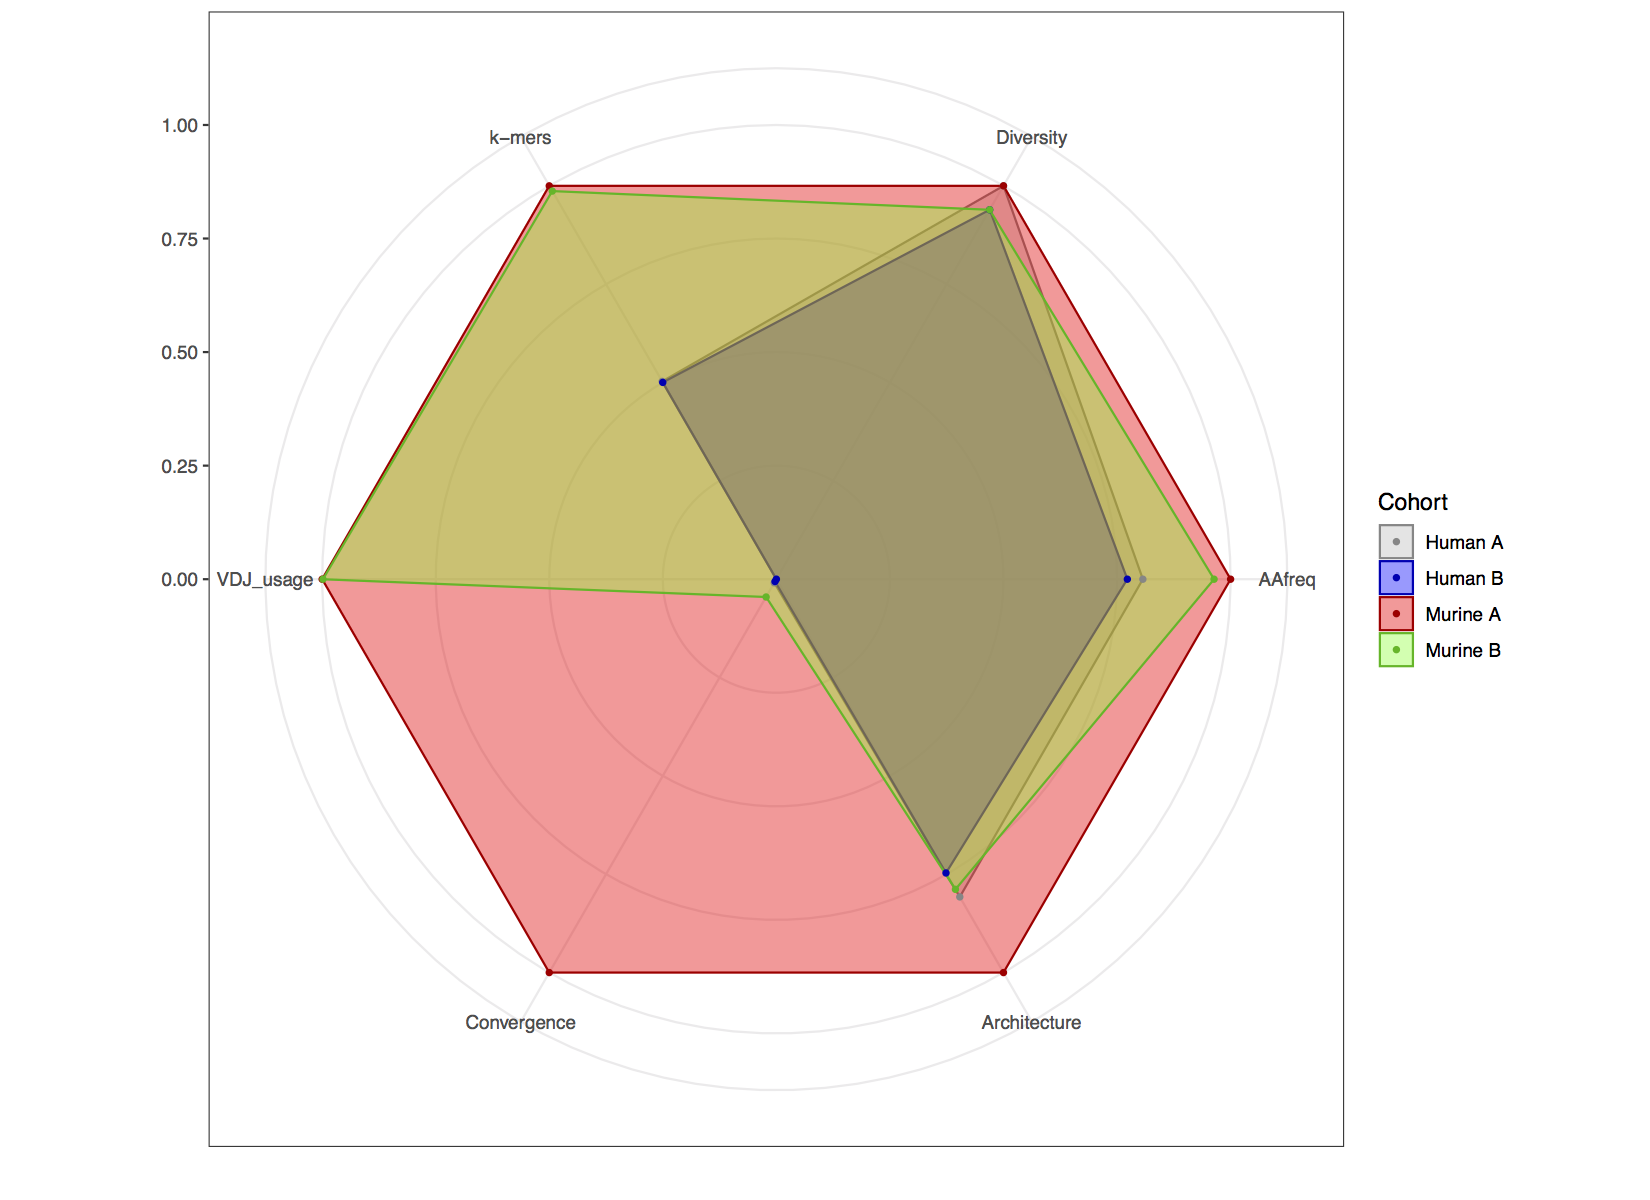 1.00
k−mers
Diversity
0.75
0.50
0.25
0.00
VDJ_usage
AAfreq
Convergence
Architecture
Cohort
Human A
Human B
Murine A
Murine B